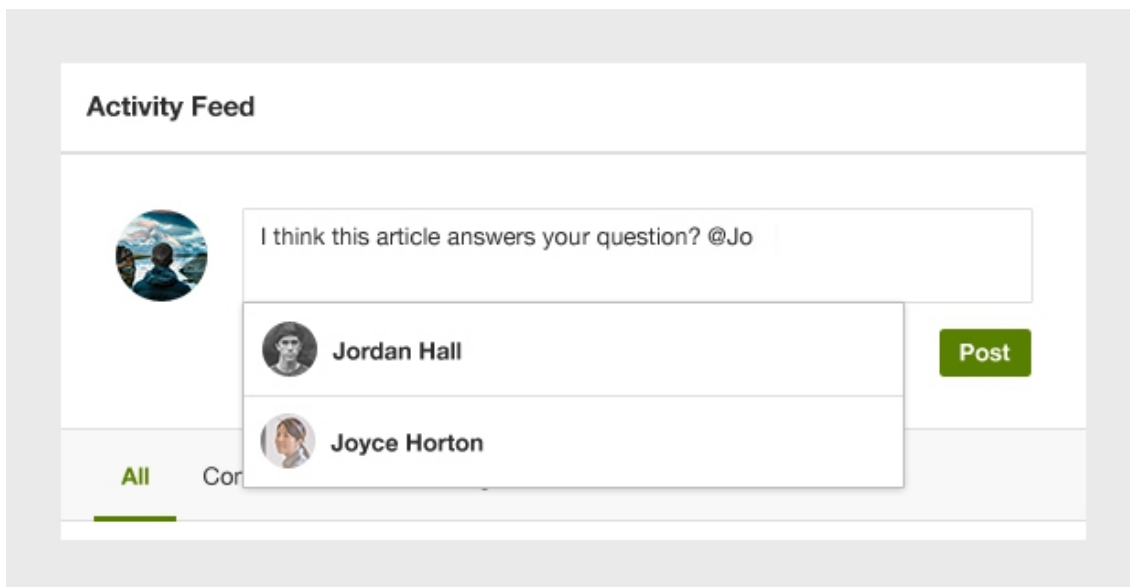 Activity Feed
I think this article answers your question? @Jo
Jordan Hall
Post
Joyce Horton
All